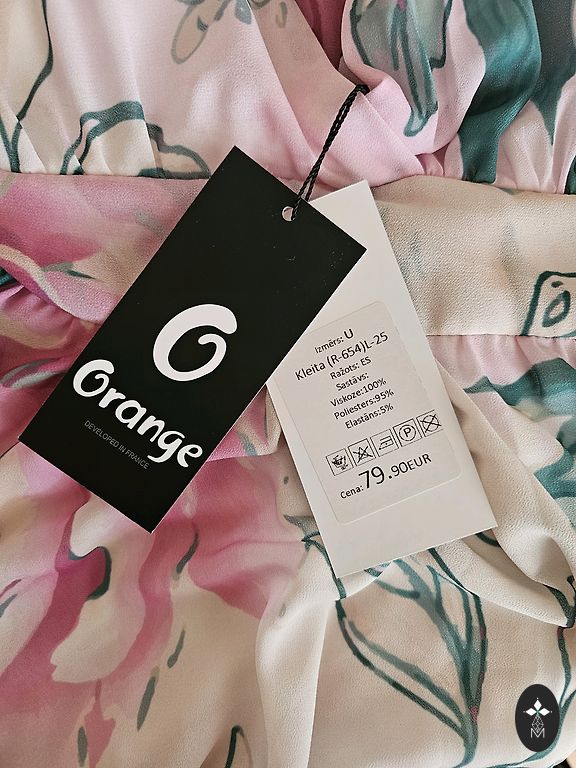 O
Orange
DEVELOPED IN FRANCE
Izmērs: U
Kleita (R-654)L-25
Ražots: ES
Sastāvs:
Viskoze:100%
Poliesters:95%
Elastāns:5%
P
Cena:79.90EUR
M